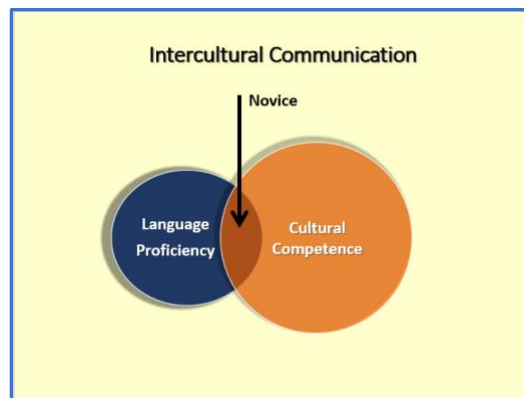 Intercultural Communication
Novice
Language
Proficiency
Cultural
Competence